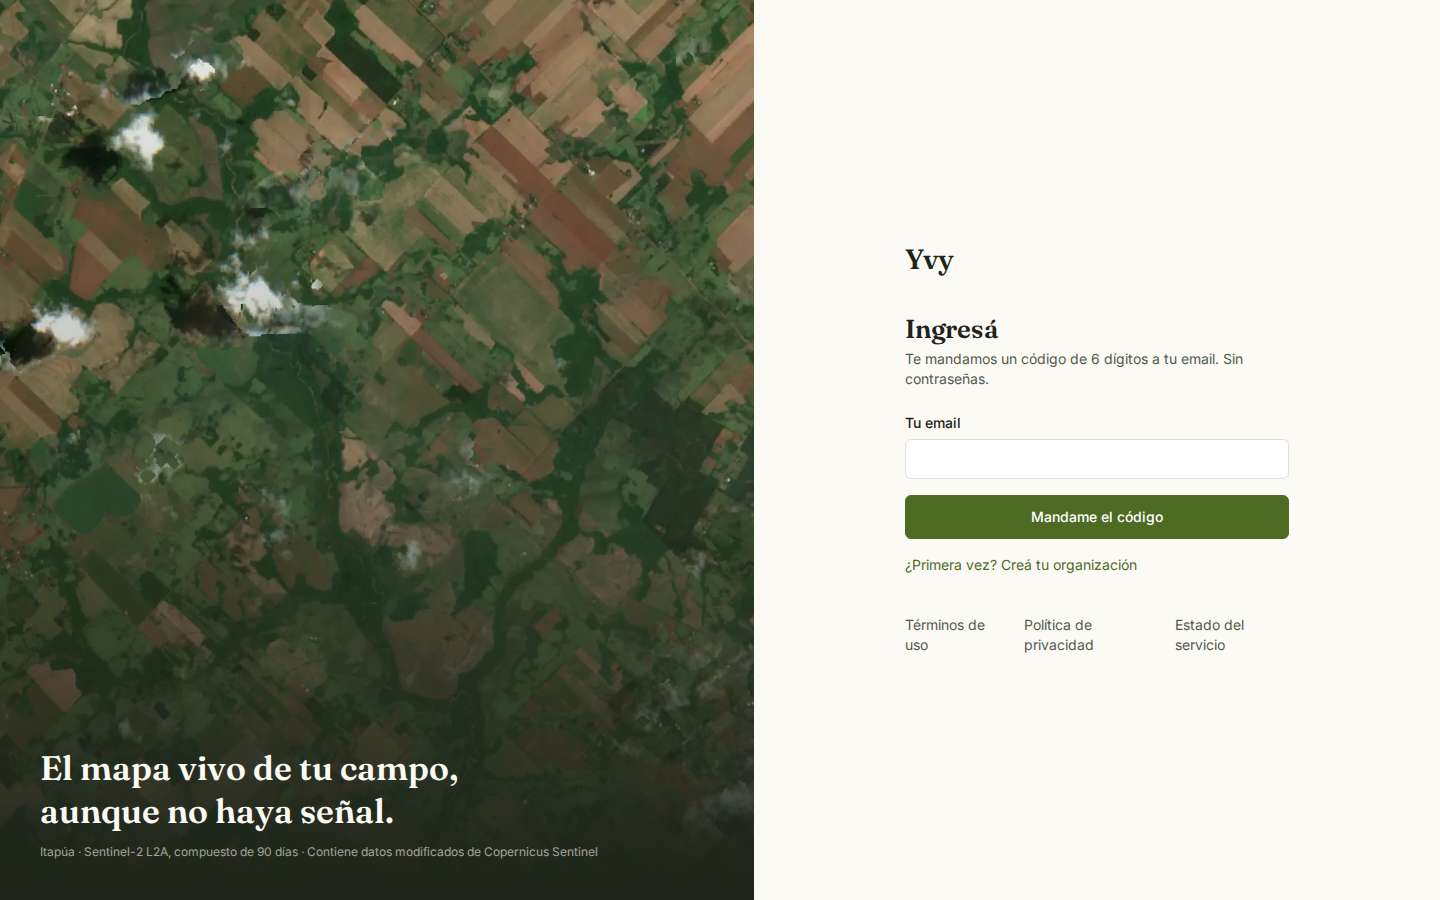 El mapa vivo de tu campo,
aunque no haya señal.
Itapúa · Sentinel-2 L2A, compuesto de 90 días · Contiene datos modificados de Copernicus Sentinel
Yvy
Ingresá
Te mandamos un código de 6 dígitos a tu email. Sin
contraseñas.
Tu email
Mandame el código
¿Primera vez? Creá tu organización
Términos de
uso
Política de
privacidad
Estado del
servicio